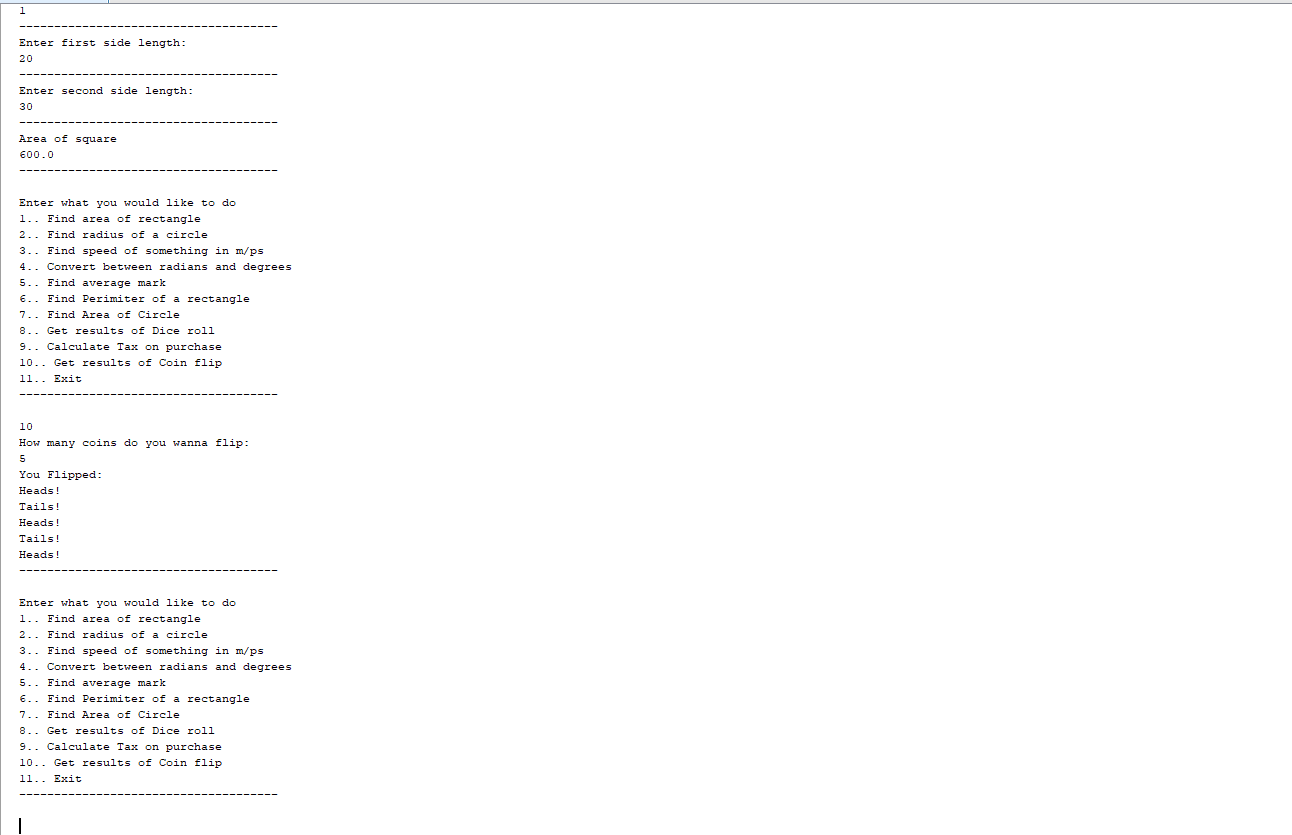 1
-------------------------------------
Enter first side length:
20
-------------------------------------
Enter second side length:
30
-------------------------------------
Area of square
600.0
-------------------------------------
Enter what you would like to do
1.. Find area of rectangle
2.. Find radius of a circle
3.. Find speed of something in m/ps
4.. Convert between radians and degrees
5.. Find average mark
6.. Find Perimiter of a rectangle
7.. Find Area of Circle
8.. Get results of Dice roll
9.. Calculate Tax on purchase
10.. Get results of Coin flip
11.. Exit
-------------------------------------
10
How many coins do you wanna flip:
5
You Flipped:
Heads!
Tails!
Heads!
Tails!
Heads!
-------------------------------------
Enter what you would like to do
1.. Find area of rectangle
2.. Find radius of a circle
3.. Find speed of something in m/ps
4.. Convert between radians and degrees
5.. Find average mark
6.. Find Perimiter of a rectangle
7.. Find Area of Circle
8.. Get results of Dice roll
9.. Calculate Tax on purchase
10.. Get results of Coin flip
11.. Exit
-------------------------------------